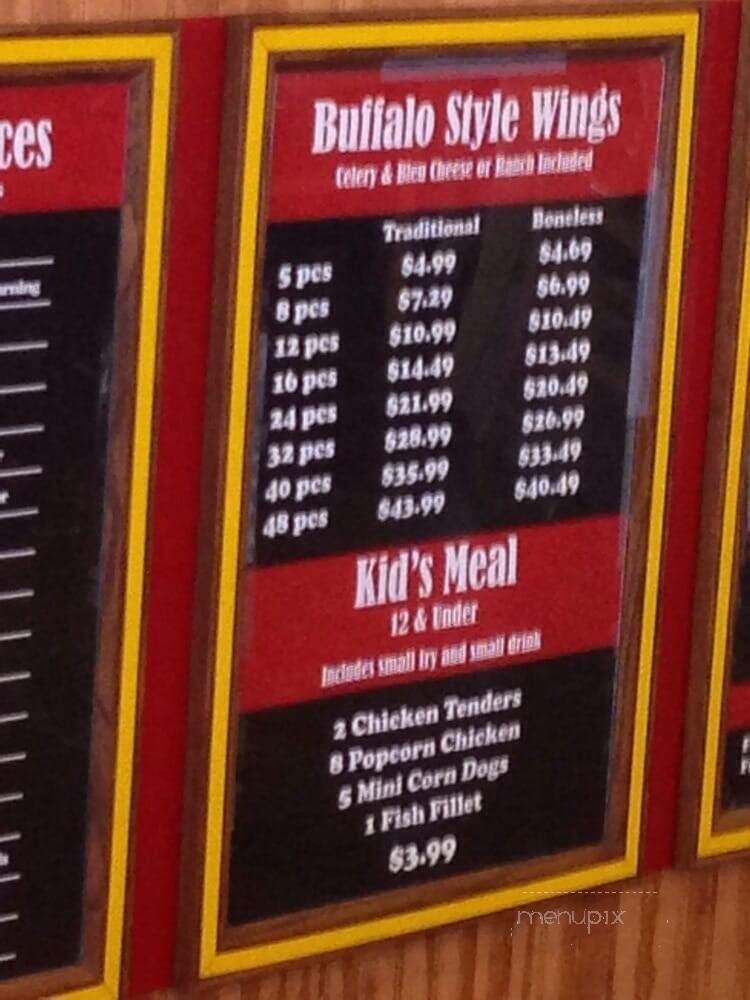 ces
Buffalo Style Wings
Celery & Bleu Cheese or Ranch Included
Traditional Boneless
5 pcs $4.99 $4.69
8 pcs $7.29 $6.99
12 pcs $10.99 $10.49
16 pcs $14.49 $13.49
24 pcs $21.99 $20.49
32 pcs $28.99 $26.99
40 pcs $35.99 $33.49
48 pcs $43.99 $40.49
Kid's Meal
12 & Under
Includes small fry and small drink
2 Chicken Tenders
8 Popcorn Chicken
5 Mini Corn Dogs
1 Fish Fillet
$3.99
menupix